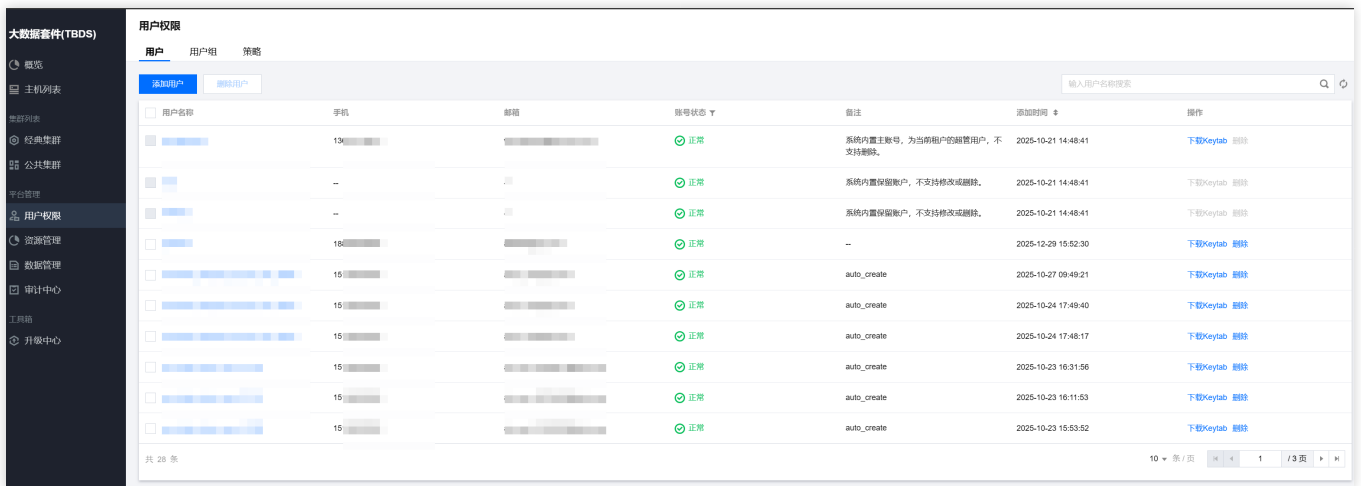 大数据套件(TBDS)
概览
主机列表
集群列表
经典集群
公共集群
平台管理
用户权限
资源管理
数据管理
审计中心
工具箱
升级中心
用户权限
用户 用户组 策略
添加用户 删除用户 输入用户名称搜索
用户名称 手机 邮箱 账号状态 备注 添加时间 操作
正常 系统内置主账号，为当前租户的超管用户，不支持删除。 2025-10-21 14:48:41 下载Keytab 删除
-- 正常 系统内置保留账户，不支持修改或删除。 2025-10-21 14:48:41 下载Keytab 删除
-- 正常 系统内置保留账户，不支持修改或删除。 2025-10-21 14:48:41 下载Keytab 删除
18 正常 -- 2025-12-29 15:52:30 下载Keytab 删除
15 正常 auto_create 2025-10-27 09:49:21 下载Keytab 删除
15 正常 auto_create 2025-10-24 17:49:40 下载Keytab 删除
15 正常 auto_create 2025-10-24 17:48:17 下载Keytab 删除
15 正常 auto_create 2025-10-23 16:31:56 下载Keytab 删除
15 正常 auto_create 2025-10-23 16:11:53 下载Keytab 删除
15 正常 auto_create 2025-10-23 15:53:52 下载Keytab 删除
共 28 条 10 条 / 页 1 / 3 页